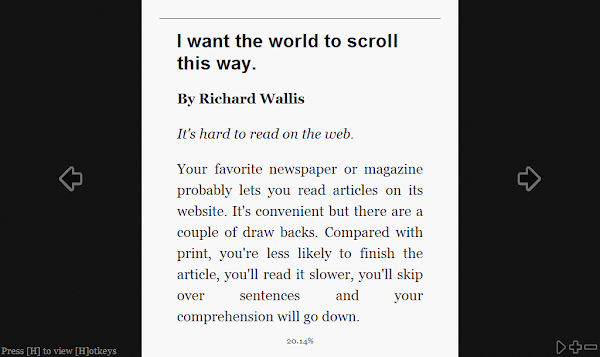 I want the world to scroll
this way.
By Richard Wallis
It's hard to read on the web.
Your favorite newspaper or magazine
probably lets you read articles on its
website. It's convenient but there are a
couple of draw backs. Compared with
print, you're less likely to finish the
article, you'll read it slower, you'll skip
over sentences and your
comprehension will go down.
20.14%
Press [H] to view [H]otkeys